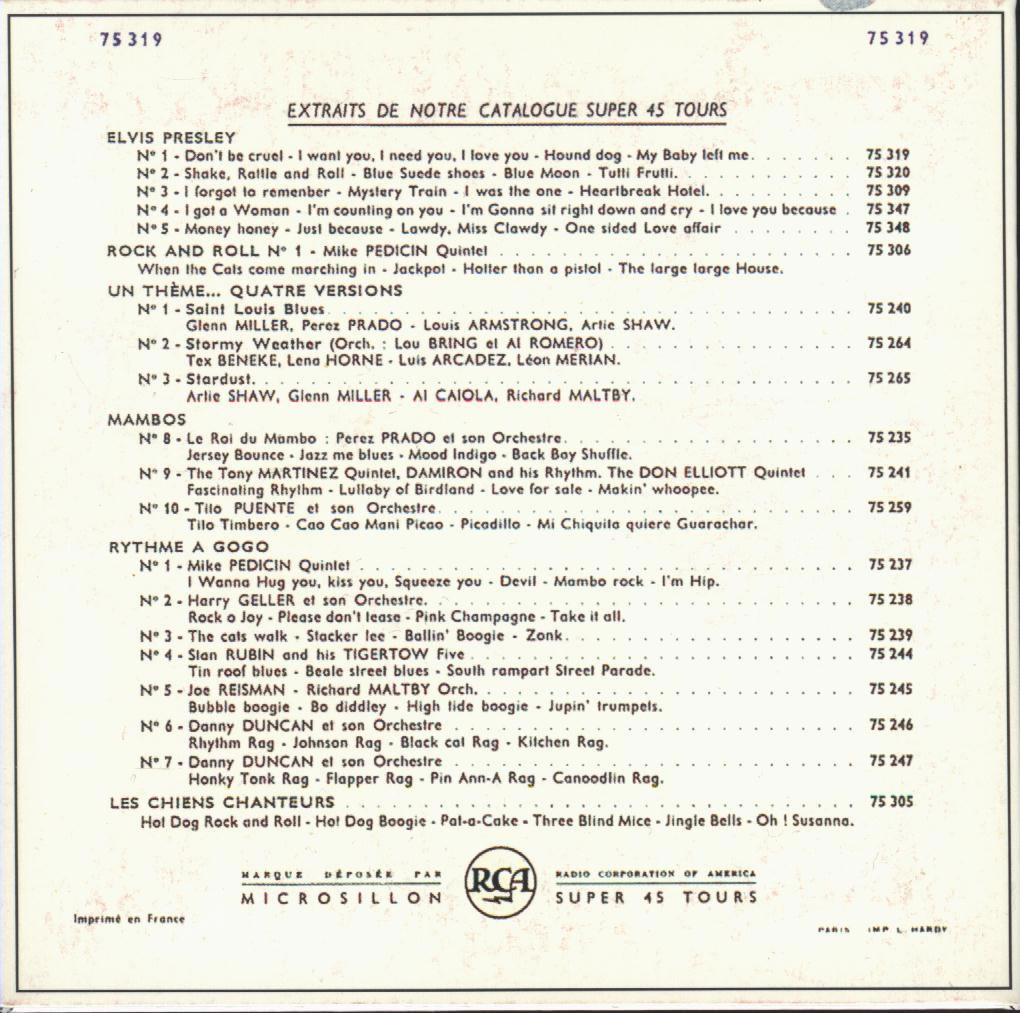 75 319
75 319
EXTRAITS DE NOTRE CATALOGUE SUPER 45 TOURS
ELVIS PRESLEY
N° 1 - Don't be cruel - I want you, I need you, I love you - Hound dog - My Baby left me. . . . . . . 75 319
N° 2 - Shake, Rattle and Roll - Blue Suede shoes - Blue Moon - Tutti Frutti. . . . . . . . . . . 75 320
N° 3 - I forgot to remenber - Mystery Train - I was the one - Heartbreak Hotel. . . . . . . . . 75 309
N° 4 - I got a Woman - I'm counting on you - I'm Gonna sit right down and cry - I love you because . 75 347
N° 5 - Money honey - Just because - Lawdy, Miss Clawdy - One sided Love affair . . . . . . . . 75 348
ROCK AND ROLL N° 1 - Mike PEDICIN Quintet . . . . . . . . . . . . . . . . . 75 306
When the Cats come marching in - Jackpot - Hotter than a pistol - The large large House.
UN THÈME... QUATRE VERSIONS
N° 1 - Saint Louis Blues . . . . . . . . . . . . . . . . . . . . . . . . . . . 75 240
Glenn MILLER, Perez PRADO - Louis ARMSTRONG, Artie SHAW.
N° 2 - Stormy Weather (Orch. : Lou BRING et Al ROMERO) . . . . . . . . . . . . . . 75 264
Tex BENEKE, Lena HORNE - Luis ARCADEZ, Léon MERIAN.
N° 3 - Stardust. . . . . . . . . . . . . . . . . . . . . . . . . . . . . . . 75 265
Artie SHAW, Glenn MILLER - Al CAIOLA, Richard MALTBY.
MAMBOS
N° 8 - Le Roi du Mambo : Perez PRADO et son Orchestre. . . . . . . . . . . . . . . 75 235
Jersey Bounce - Jazz me blues - Mood Indigo - Back Bay Shuffle.
N° 9 - The Tony MARTINEZ Quintet, DAMIRON and his Rhythm. The DON ELLIOTT Quintet . . . 75 241
Fascinating Rhythm - Lullaby of Birdland - Love for sale - Makin' whoopee.
N° 10 - Tito PUENTE et son Orchestre. . . . . . . . . . . . . . . . . . . . . . 75 259
Tito Timbero - Cao Cao Mani Picao - Picadillo - Mi Chiquita quiere Guarachar.
RYTHME A GOGO
N° 1 - Mike PEDICIN Quintet . . . . . . . . . . . . . . . . . . . . . . . . . . 75 237
I Wanna Hug you, kiss you, Squeeze you - Devil - Mambo rock - I'm Hip.
N° 2 - Harry GELLER et son Orchestre. . . . . . . . . . . . . . . . . . . . . . . 75 238
Rock o Joy - Please don't tease - Pink Champagne - Take it all.
N° 3 - The cats walk - Stacker lee - Ballin' Boogie - Zonk. . . . . . . . . . . . . . . 75 239
N° 4 - Stan RUBIN and his TIGERTOW Five . . . . . . . . . . . . . . . . . . . . 75 244
Tin roof blues - Beale street blues - South rampart Street Parade.
N° 5 - Joe REISMAN - Richard MALTBY Orch. . . . . . . . . . . . . . . . . . . . 75 245
Bubble boogie - Bo diddley - High tide boogie - Jupin' trumpets.
N° 6 - Danny DUNCAN et son Orchestre . . . . . . . . . . . . . . . . . . . . . 75 246
Rhythm Rag - Johnson Rag - Black cat Rag - Kitchen Rag.
N° 7 - Danny DUNCAN et son Orchestre . . . . . . . . . . . . . . . . . . . . . 75 247
Honky Tonk Rag - Flapper Rag - Pin Ann-A Rag - Canoodlin Rag.
LES CHIENS CHANTEURS . . . . . . . . . . . . . . . . . . . . . . . . . . 75 305
Hot Dog Rock and Roll - Hot Dog Boogie - Pat-a-Cake - Three Blind Mice - Jingle Bells - Oh ! Susanna.
MARQUE DÉPOSÉE PAR RCA RADIO CORPORATION OF AMERICA
MICROSILLON SUPER 45 TOURS
Imprimé en France
PARIS IMP L. HARDY